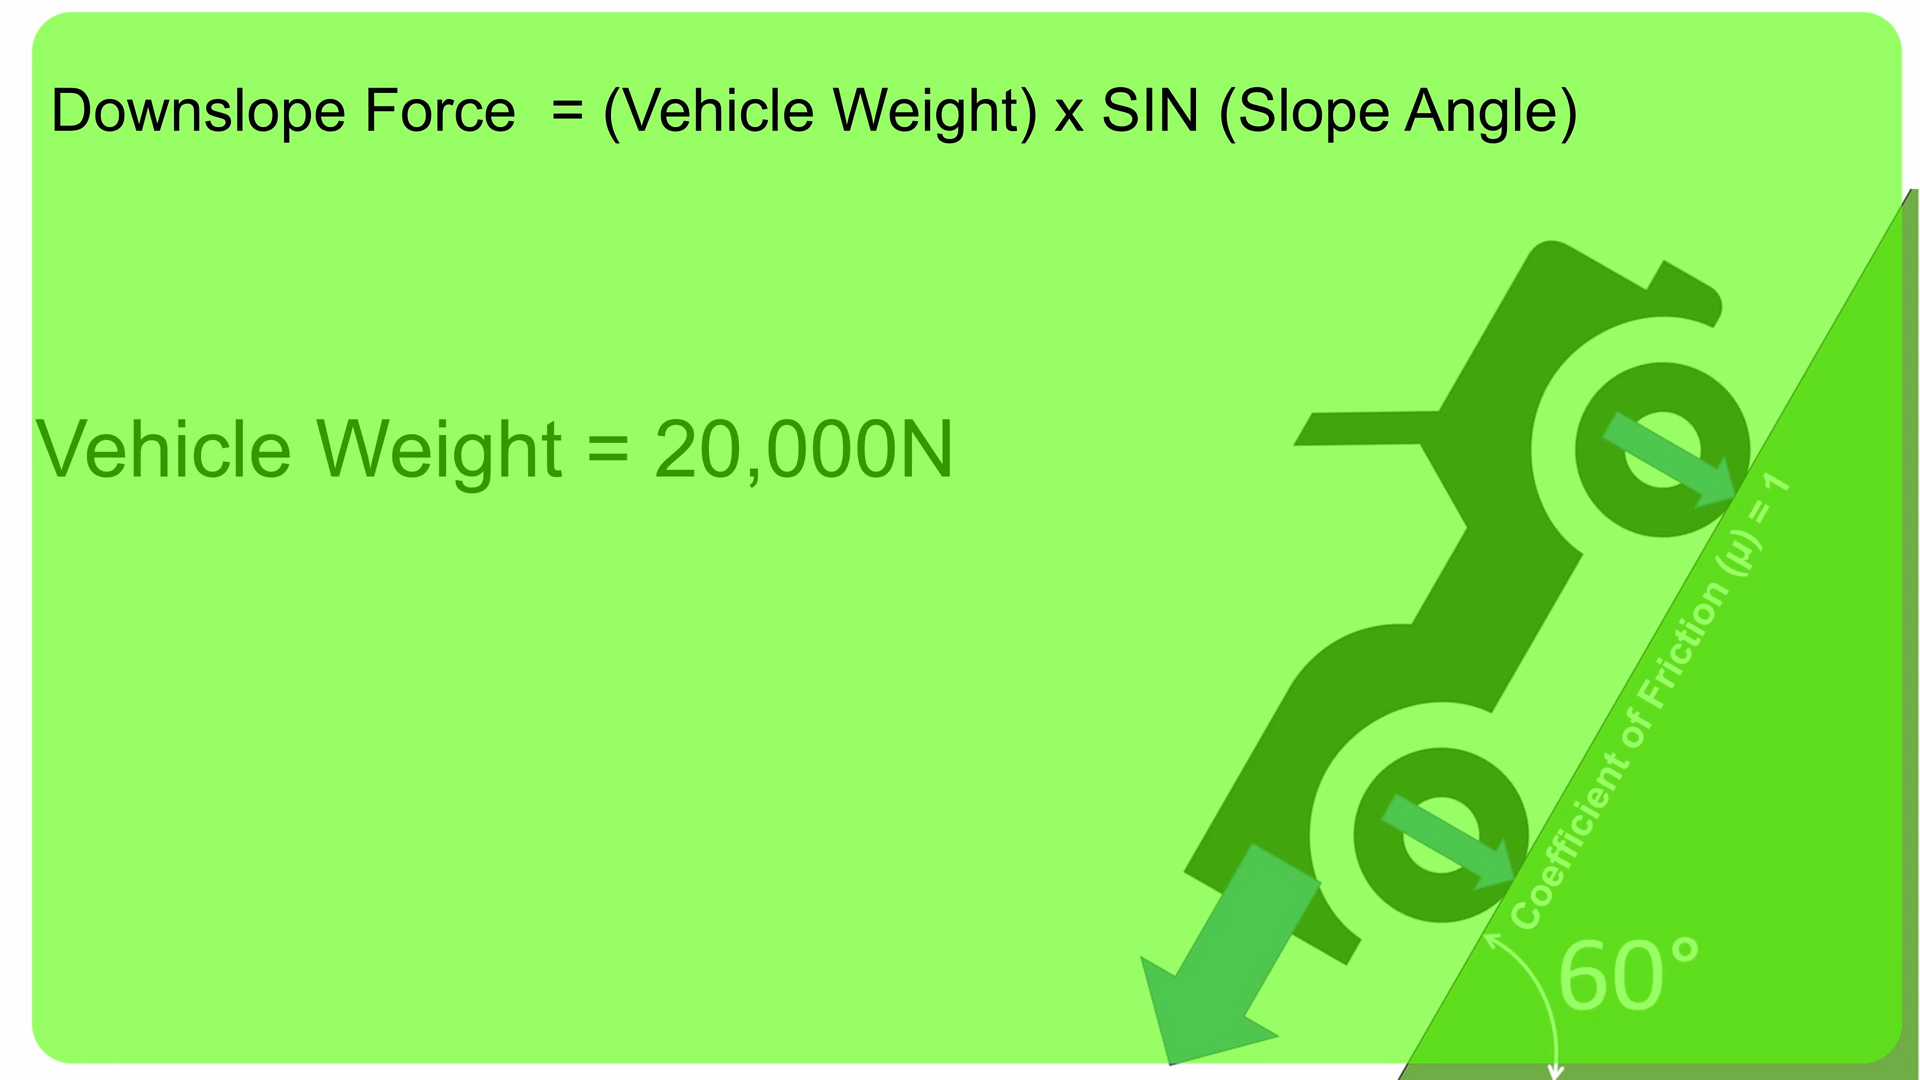 Downslope Force = (Vehicle Weight) x SIN (Slope Angle)
Vehicle Weight = 20,000N
Coefficient of Friction (µ) = 1
60°